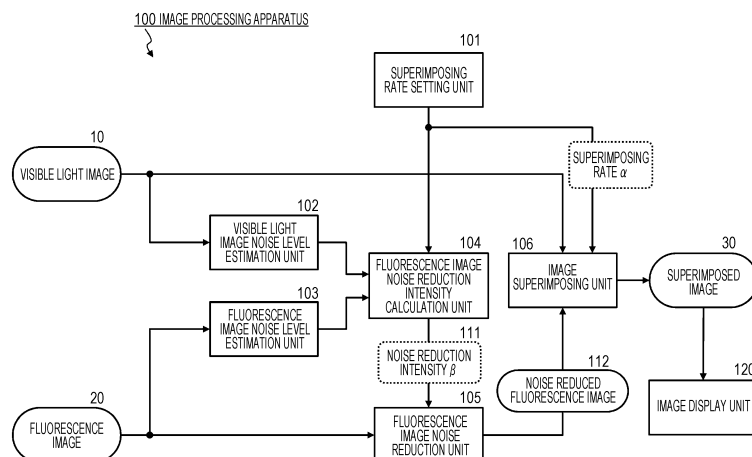 100 IMAGE PROCESSING APPARATUS
101
SUPERIMPOSING
RATE SETTING UNIT
10
VISIBLE LIGHT IMAGE
SUPERIMPOSING
RATE α
102
VISIBLE LIGHT
IMAGE NOISE LEVEL
ESTIMATION UNIT
104
FLUORESCENCE IMAGE
NOISE REDUCTION
INTENSITY
CALCULATION UNIT
106
IMAGE
SUPERIMPOSING UNIT
30
SUPERIMPOSED
IMAGE
103
FLUORESCENCE
IMAGE NOISE LEVEL
ESTIMATION UNIT
111
NOISE REDUCTION
INTENSITY β
112
NOISE REDUCED
FLUORESCENCE IMAGE
120
IMAGE DISPLAY UNIT
20
FLUORESCENCE
IMAGE
105
FLUORESCENCE
IMAGE NOISE
REDUCTION UNIT